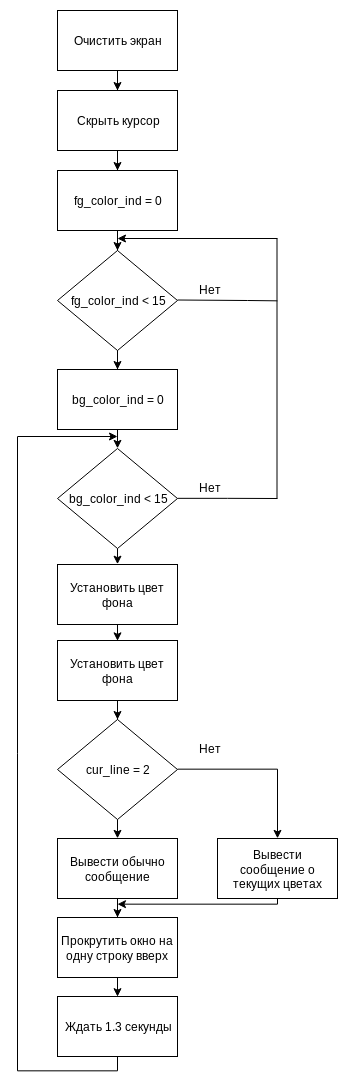 Очистить экран
Скрыть курсор
fg_color_ind = 0
Нет
fg_color_ind < 15
bg_color_ind = 0
Нет
bg_color_ind < 15
Установить цвет
фона
Установить цвет
фона
Нет
cur_line = 2
Вывести обычно
сообщение
Вывести
сообщение о
текущих цветах
Прокрутить окно на
одну строку вверх
Ждать 1.3 секунды